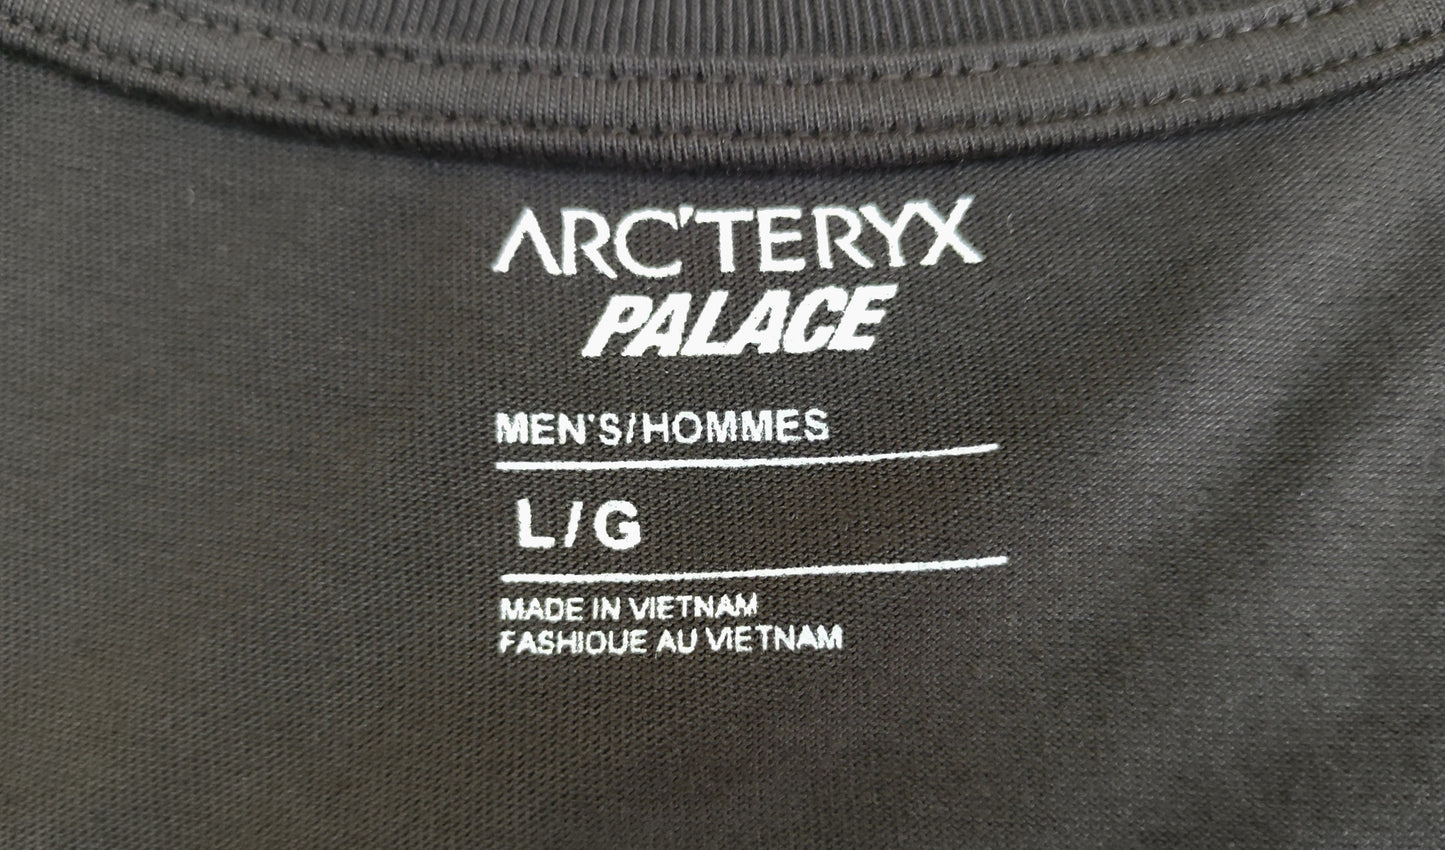 ARC'TERYX
PALACE
MEN'S/HOMMES
L/G
MADE IN VIETNAM
FASHIOUE AU VIETNAM